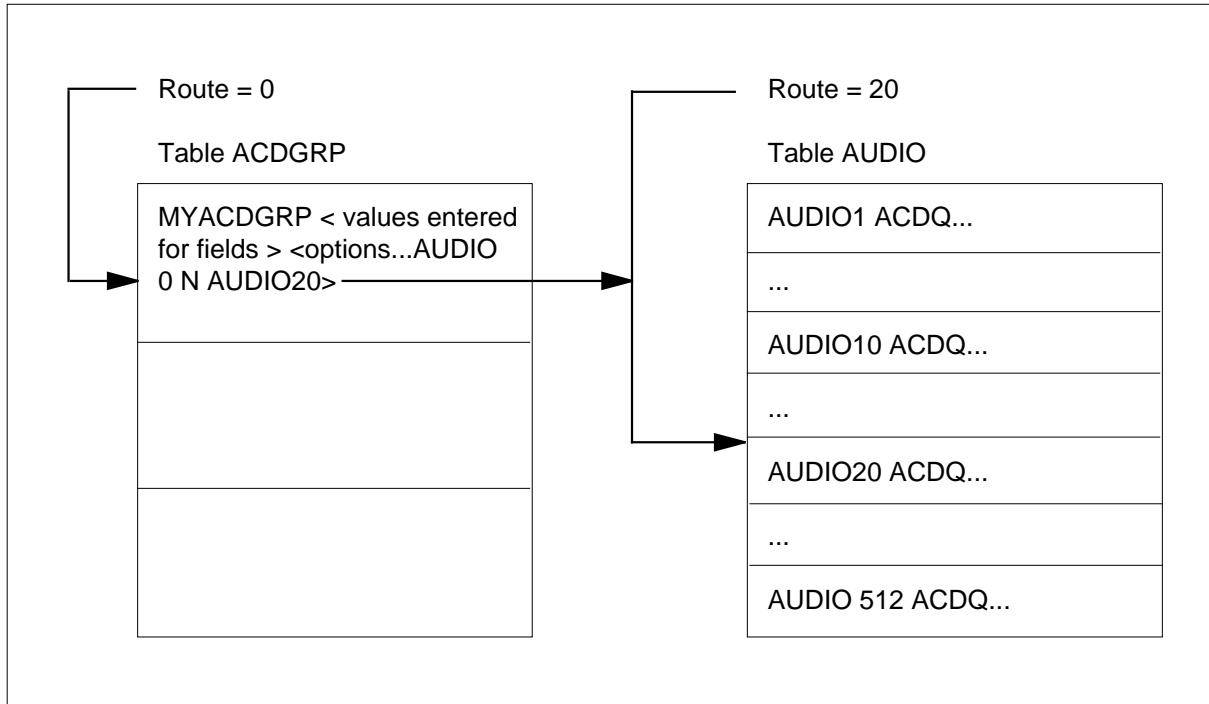 Route = 0
Table ACDGRP
MYACDGRP < values entered
for fields > <options...AUDIO
0 N AUDIO20>
Route = 20
Table AUDIO
AUDIO1 ACDQ...
...
AUDIO10 ACDQ...
...
AUDIO20 ACDQ...
...
AUDIO 512 ACDQ...